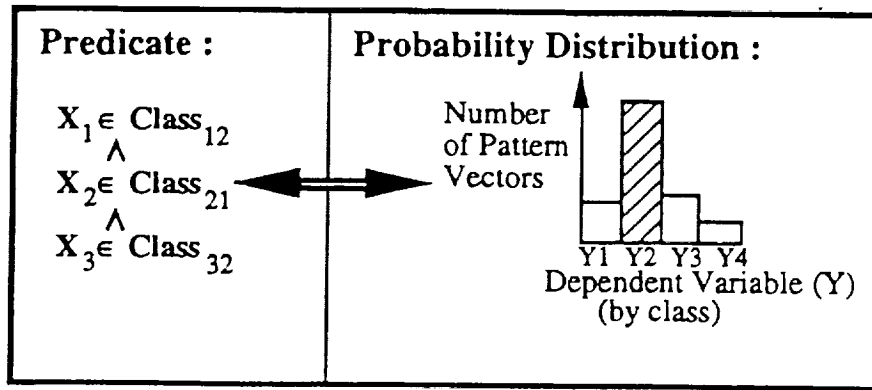 Predicate :
X₁ ∈ Class₁₂
∧
X₂ ∈ Class₂₁
∧
X₃ ∈ Class₃₂
Probability Distribution :
Number
of Pattern
Vectors
Y1 Y2 Y3 Y4
Dependent Variable (Y)
(by class)